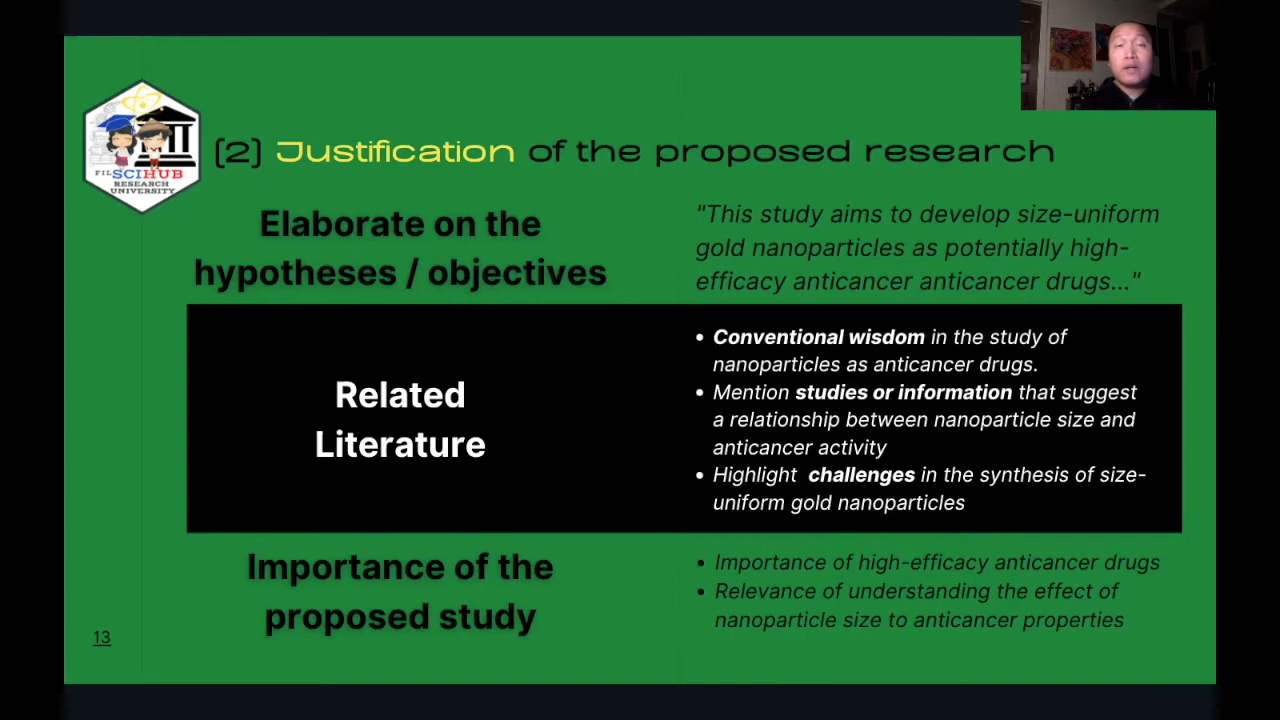 (2) Justification of the proposed research
FIL SCIHUB
RESEARCH
UNIVERSITY
Elaborate on the
hypotheses / objectives
"This study aims to develop size-uniform
gold nanoparticles as potentially high-
efficacy anticancer anticancer drugs..."
Related
Literature
• Conventional wisdom in the study of
nanoparticles as anticancer drugs.
• Mention studies or information that suggest
a relationship between nanoparticle size and
anticancer activity
• Highlight challenges in the synthesis of size-
uniform gold nanoparticles
Importance of the
proposed study
• Importance of high-efficacy anticancer drugs
• Relevance of understanding the effect of
nanoparticle size to anticancer properties
13